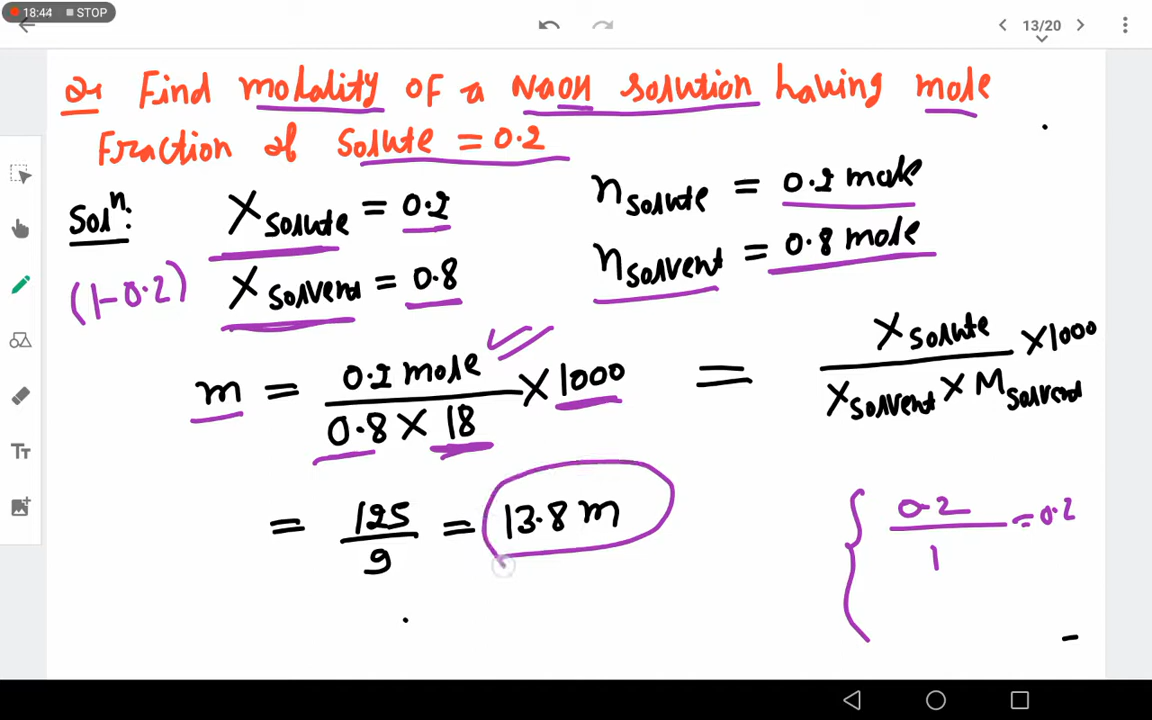 18:44 STOP
13/20
Q: Find molality of a NaOH solution having mole
Fraction of Solute = 0.2
Solⁿ:
X solute = 0.2
n solute = 0.2 mole
(1-0.2)
X solvent = 0.8
n solvent = 0.8 mole
m = 0.2 mole / 0.8 × 18 × 1000 = X solute / X solvent × M solvent × 1000
= 125 / 9 = 13.8 m
{ 0.2 / 1 = 0.2
Tт